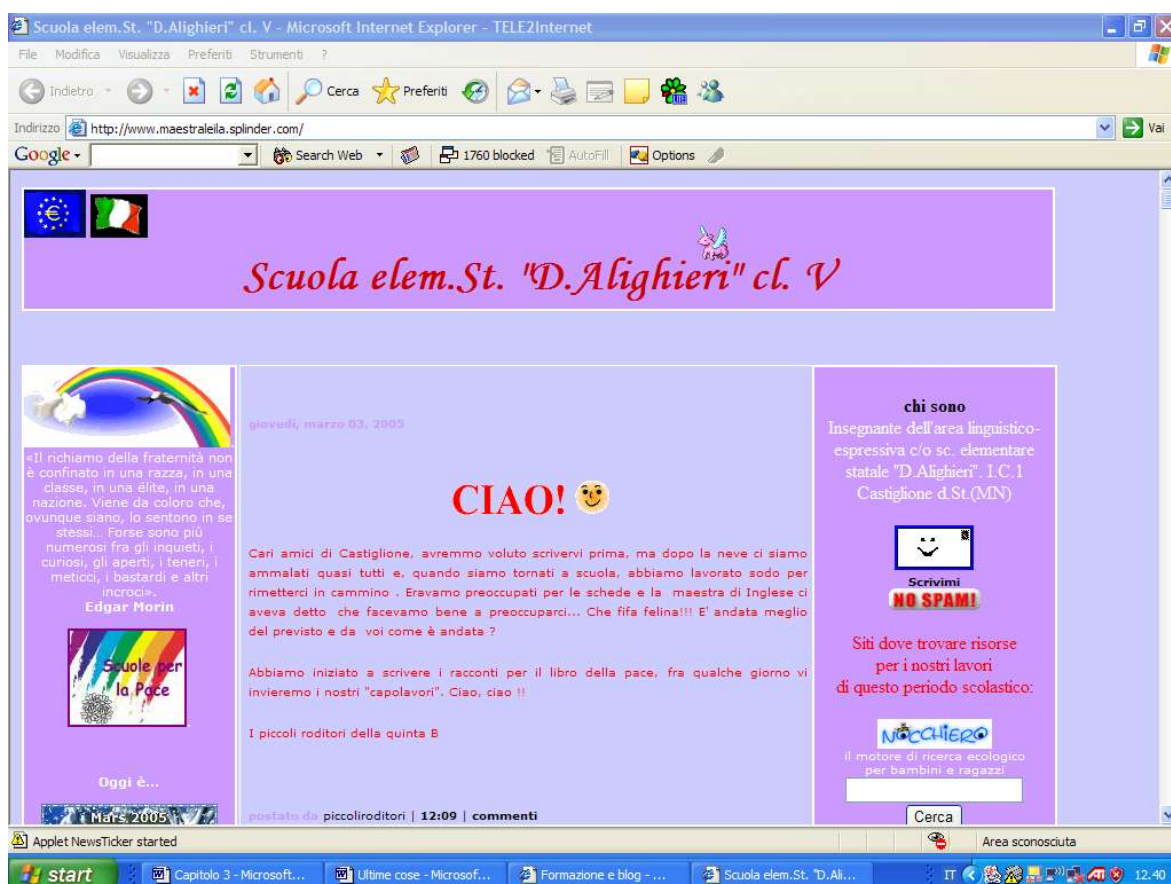 Scuola elem.St. "D.Alighieri" cl. V - Microsoft Internet Explorer - TELE2Internet
File Modifica Visualizza Preferiti Strumenti ?
Indietro Cerca Preferiti
Indirizzo http://www.maestraleila.splinder.com/ Vai
Google Search Web 1760 blocked AutoFill Options
Scuola elem.St. "D.Alighieri" cl. V
«Il richiamo della fraternità non
è confinato in una razza, in una
classe, in una élite, in una
nazione. Viene da coloro che,
ovunque siano, lo sentono in se
stessi... Forse sono più
numerosi fra gli inquieti, i
curiosi, gli aperti, i teneri, i
meticci, i bastardi e altri
incroci».
Edgar Morin
Scuole per
la Pace
Oggi è...
Mars 2005
giovedì, marzo 03, 2005
CIAO!
Cari amici di Castiglione, avremmo voluto scrivervi prima, ma dopo la neve ci siamo
ammalati quasi tutti e, quando siamo tornati a scuola, abbiamo lavorato sodo per
rimetterci in cammino . Eravamo preoccupati per le schede e la maestra di Inglese ci
aveva detto che facevamo bene a preoccuparci... Che fifa felina!!! E' andata meglio
del previsto e da voi come è andata ?
Abbiamo iniziato a scrivere i racconti per il libro della pace, fra qualche giorno vi
invieremo i nostri "capolavori". Ciao, ciao !!
I piccoli roditori della quinta B
postato da piccoliroditori | 12:09 | commenti
chi sono
Insegnante dell'area linguistico-
espressiva c/o sc. elementare
statale "D.Alighieri". I.C.1
Castiglione d.St.(MN)
Scrivimi
NO SPAM!
Siti dove trovare risorse
per i nostri lavori
di questo periodo scolastico:
NOCCHIERO
il motore di ricerca ecologico
per bambini e ragazzi
Cerca
Applet NewsTicker started Area sconosciuta
start Capitolo 3 - Microsoft... Ultime cose - Microsof... Formazione e blog - ... Scuola elem.St. "D.Ali... IT 12.40